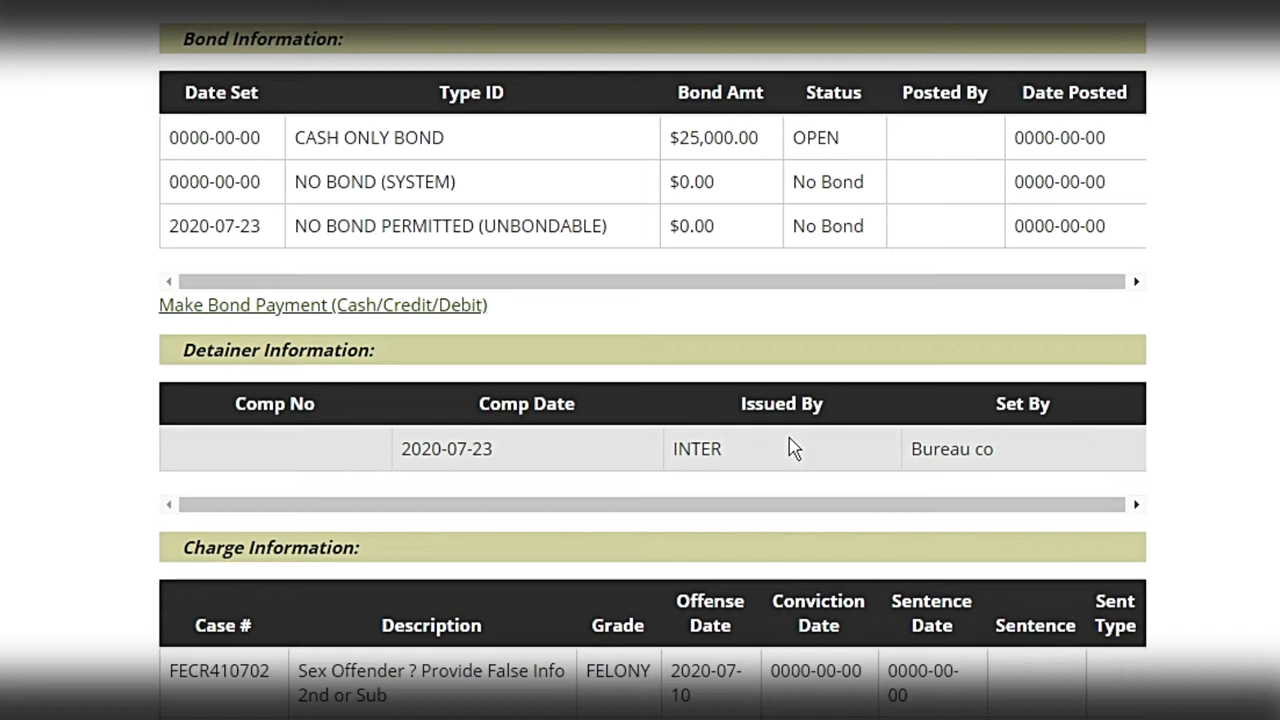 Bond Information:
Date Set Type ID Bond Amt Status Posted By Date Posted
0000-00-00 CASH ONLY BOND $25,000.00 OPEN 0000-00-00
0000-00-00 NO BOND (SYSTEM) $0.00 No Bond 0000-00-00
2020-07-23 NO BOND PERMITTED (UNBONDABLE) $0.00 No Bond 0000-00-00
Make Bond Payment (Cash/Credit/Debit)
Detainer Information:
Comp No Comp Date Issued By Set By
2020-07-23 INTER Bureau co
Charge Information:
Case # Description Grade Offense Date Conviction Date Sentence Date Sentence Sent Type
FECR410702 Sex Offender ? Provide False Info FELONY 2020-07- 0000-00-00 0000-00-
2nd or Sub 10 00